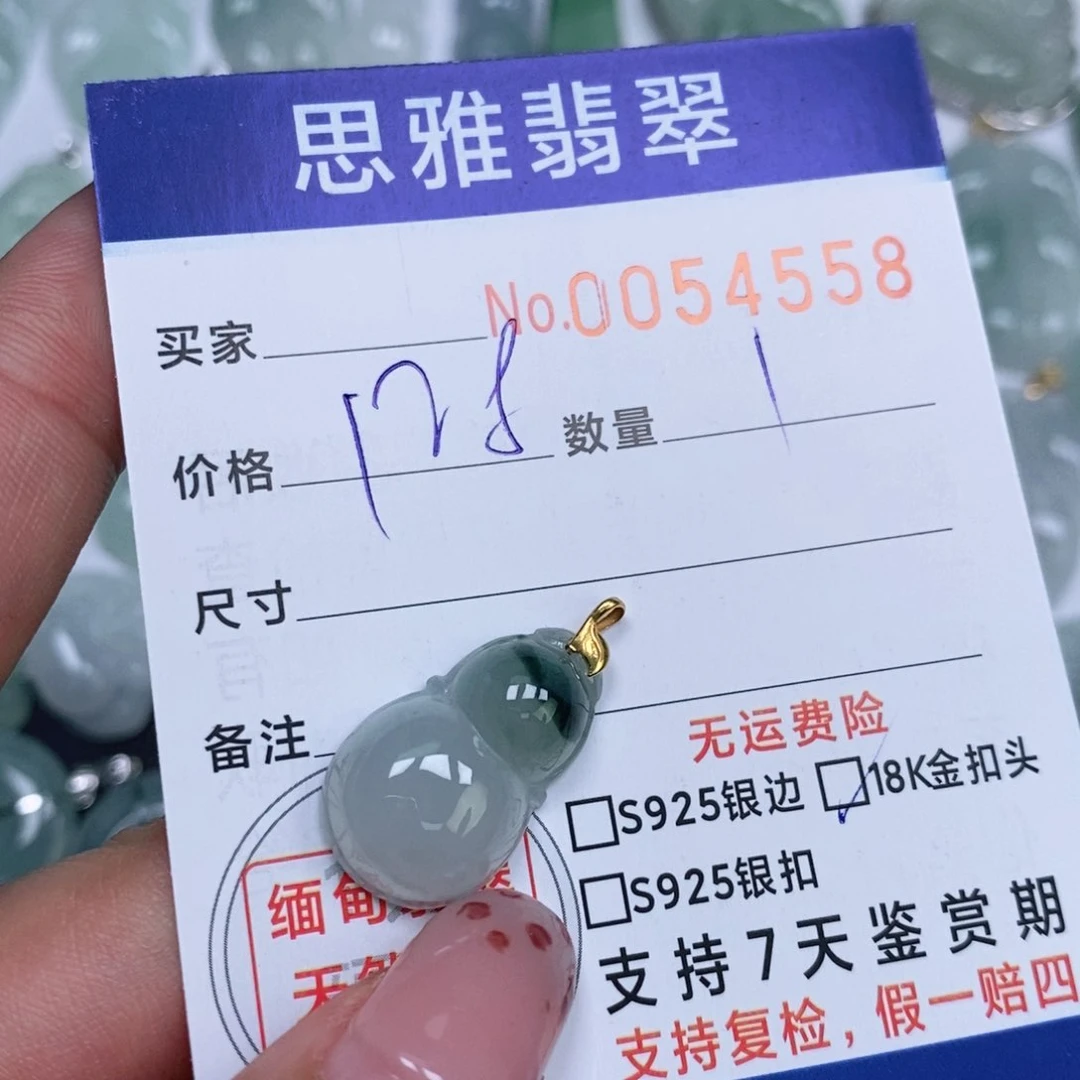 思雅翡翠
No.0054558
买家
价格 128 数量 1
尺寸
备注
无运费险
S925银边 18K金扣头
S925银扣
支持7天鉴赏期
支持复检，假一赔四
缅甸
天